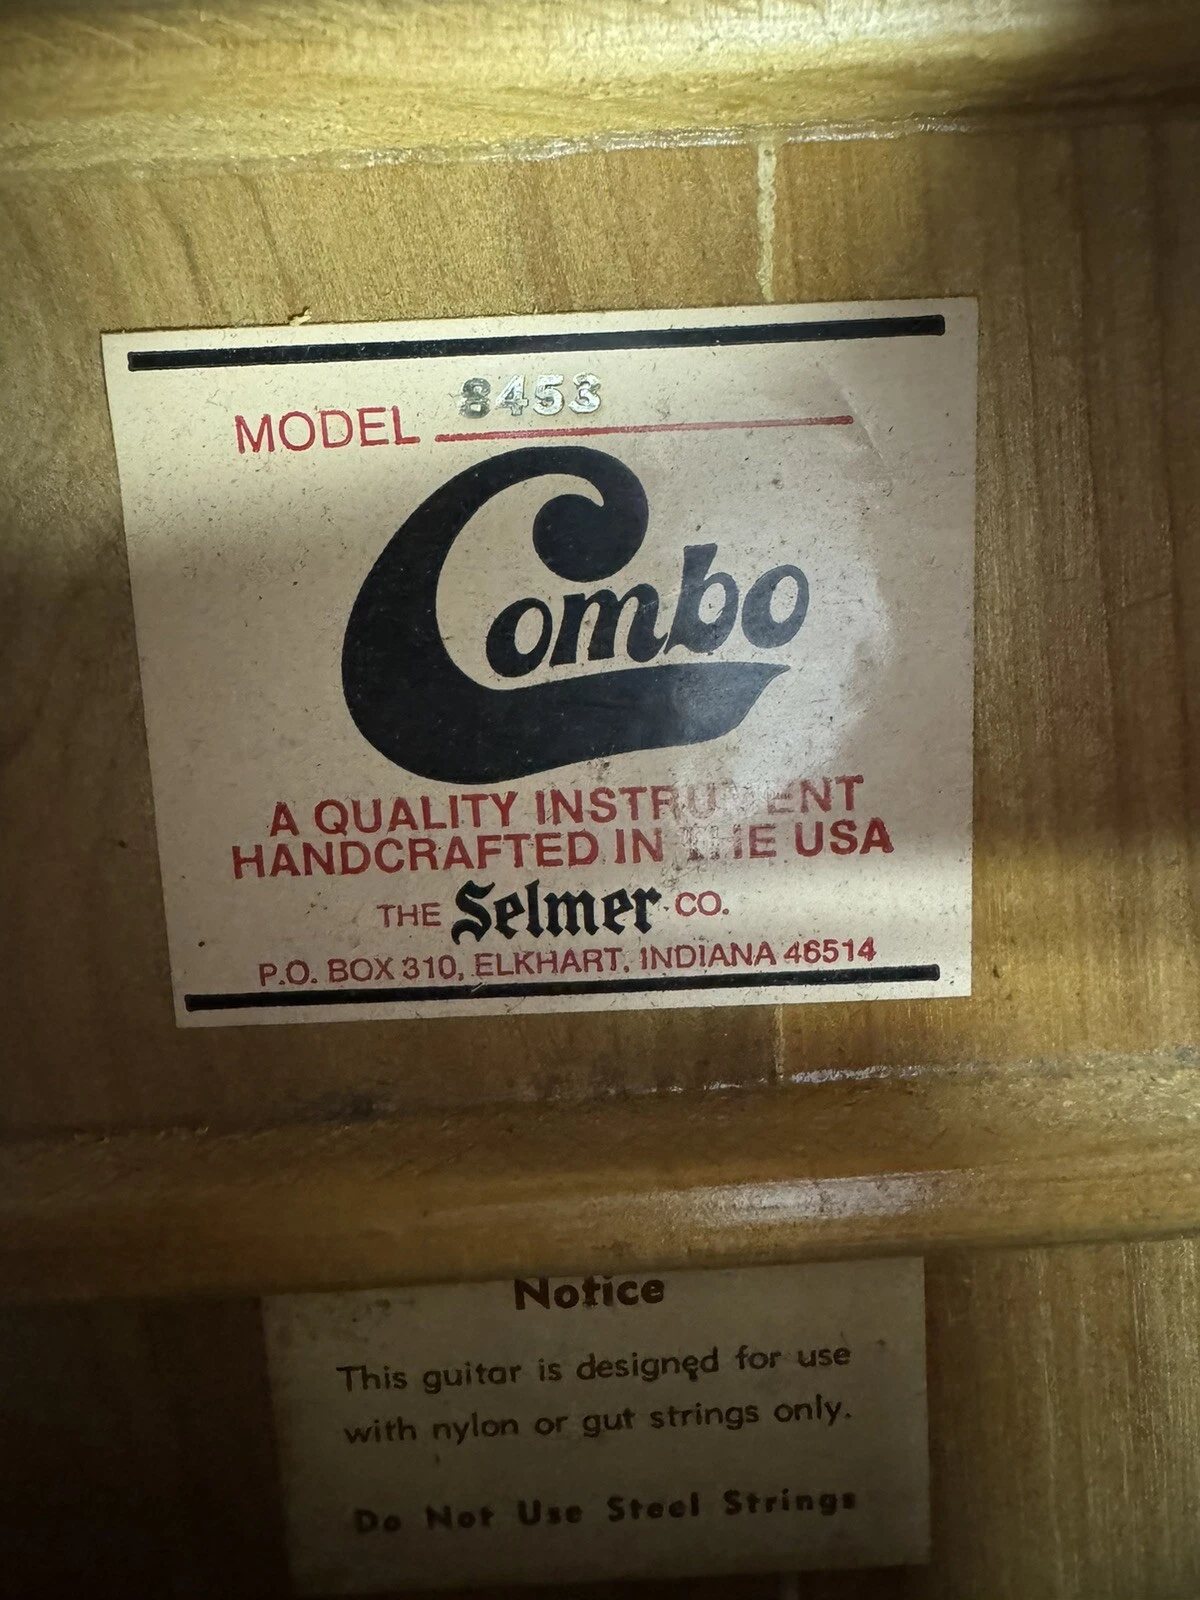 MODEL 8453
Combo
A QUALITY INSTRUMENT
HANDCRAFTED IN THE USA
THE Selmer CO.
P.O. BOX 310, ELKHART, INDIANA 46514
Notice
This guitar is designed for use
with nylon or gut strings only.
Do Not Use Steel Strings